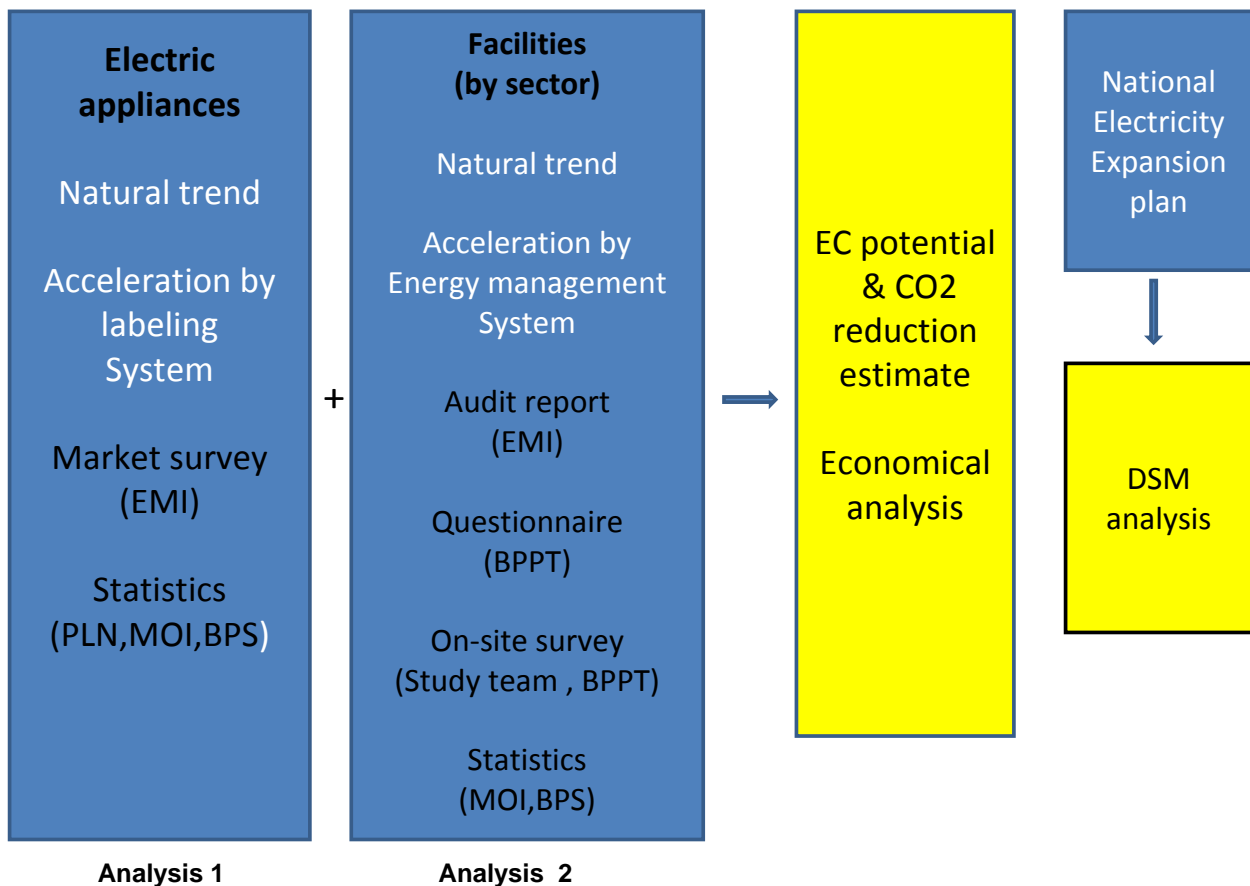 Electric
appliances
Natural trend
Acceleration by
labeling
System
Market survey
(EMI)
Statistics
(PLN,MOI,BPS)
+
Facilities
(by sector)
Natural trend
Acceleration by
Energy management
System
Audit report
(EMI)
Questionnaire
(BPPT)
On-site survey
(Study team , BPPT)
Statistics
(MOI,BPS)
EC potential
& CO2
reduction
estimate
Economical
analysis
National
Electricity
Expansion
plan
DSM
analysis
Analysis 1
Analysis 2